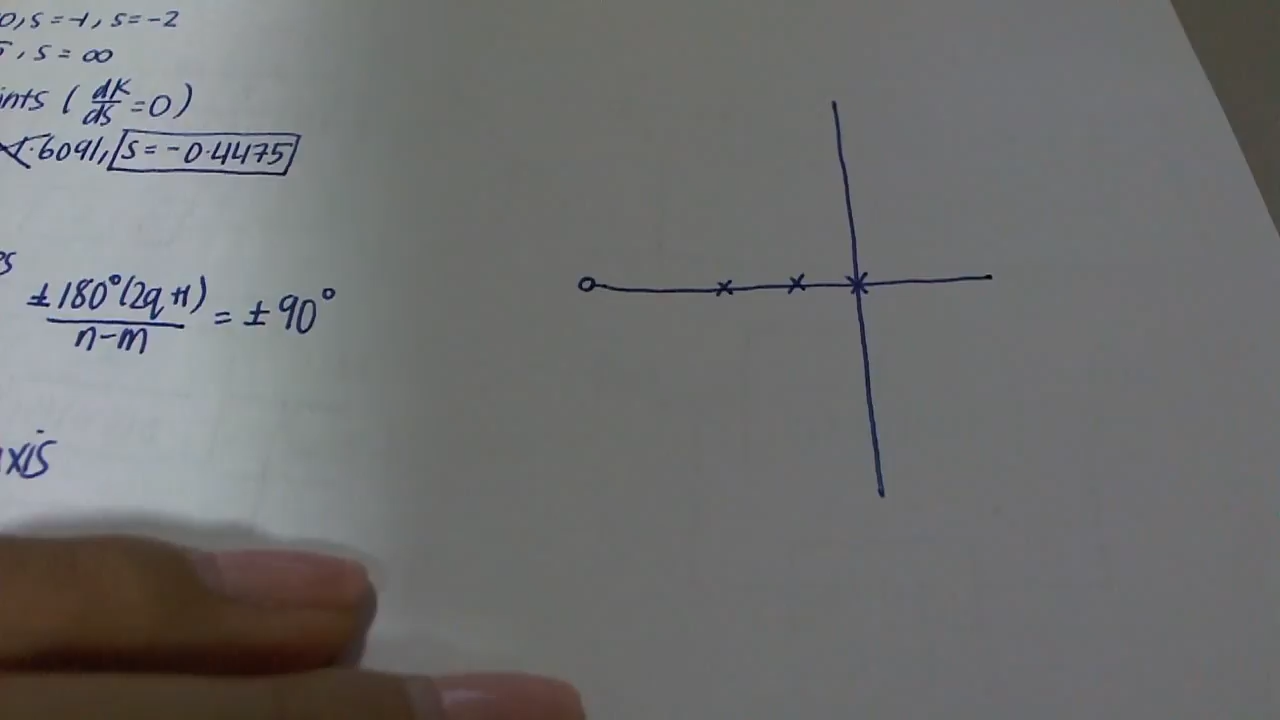 0, s = -1, s = -2
, s = ∞
ints ( dK/ds = 0 )
.6091, s = -0.4475
s
±180°(2q+1)/n-m = ±90°
xis